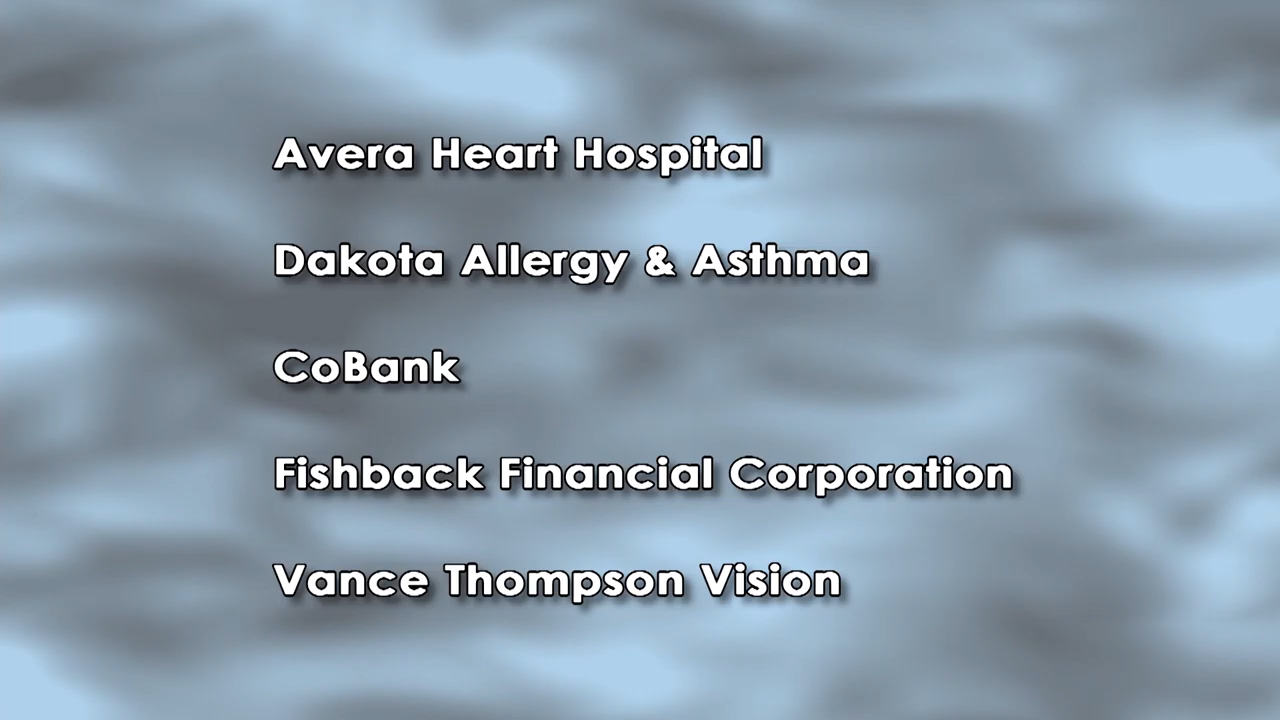 Avera Heart Hospital
Dakota Allergy & Asthma
CoBank
Fishback Financial Corporation
Vance Thompson Vision